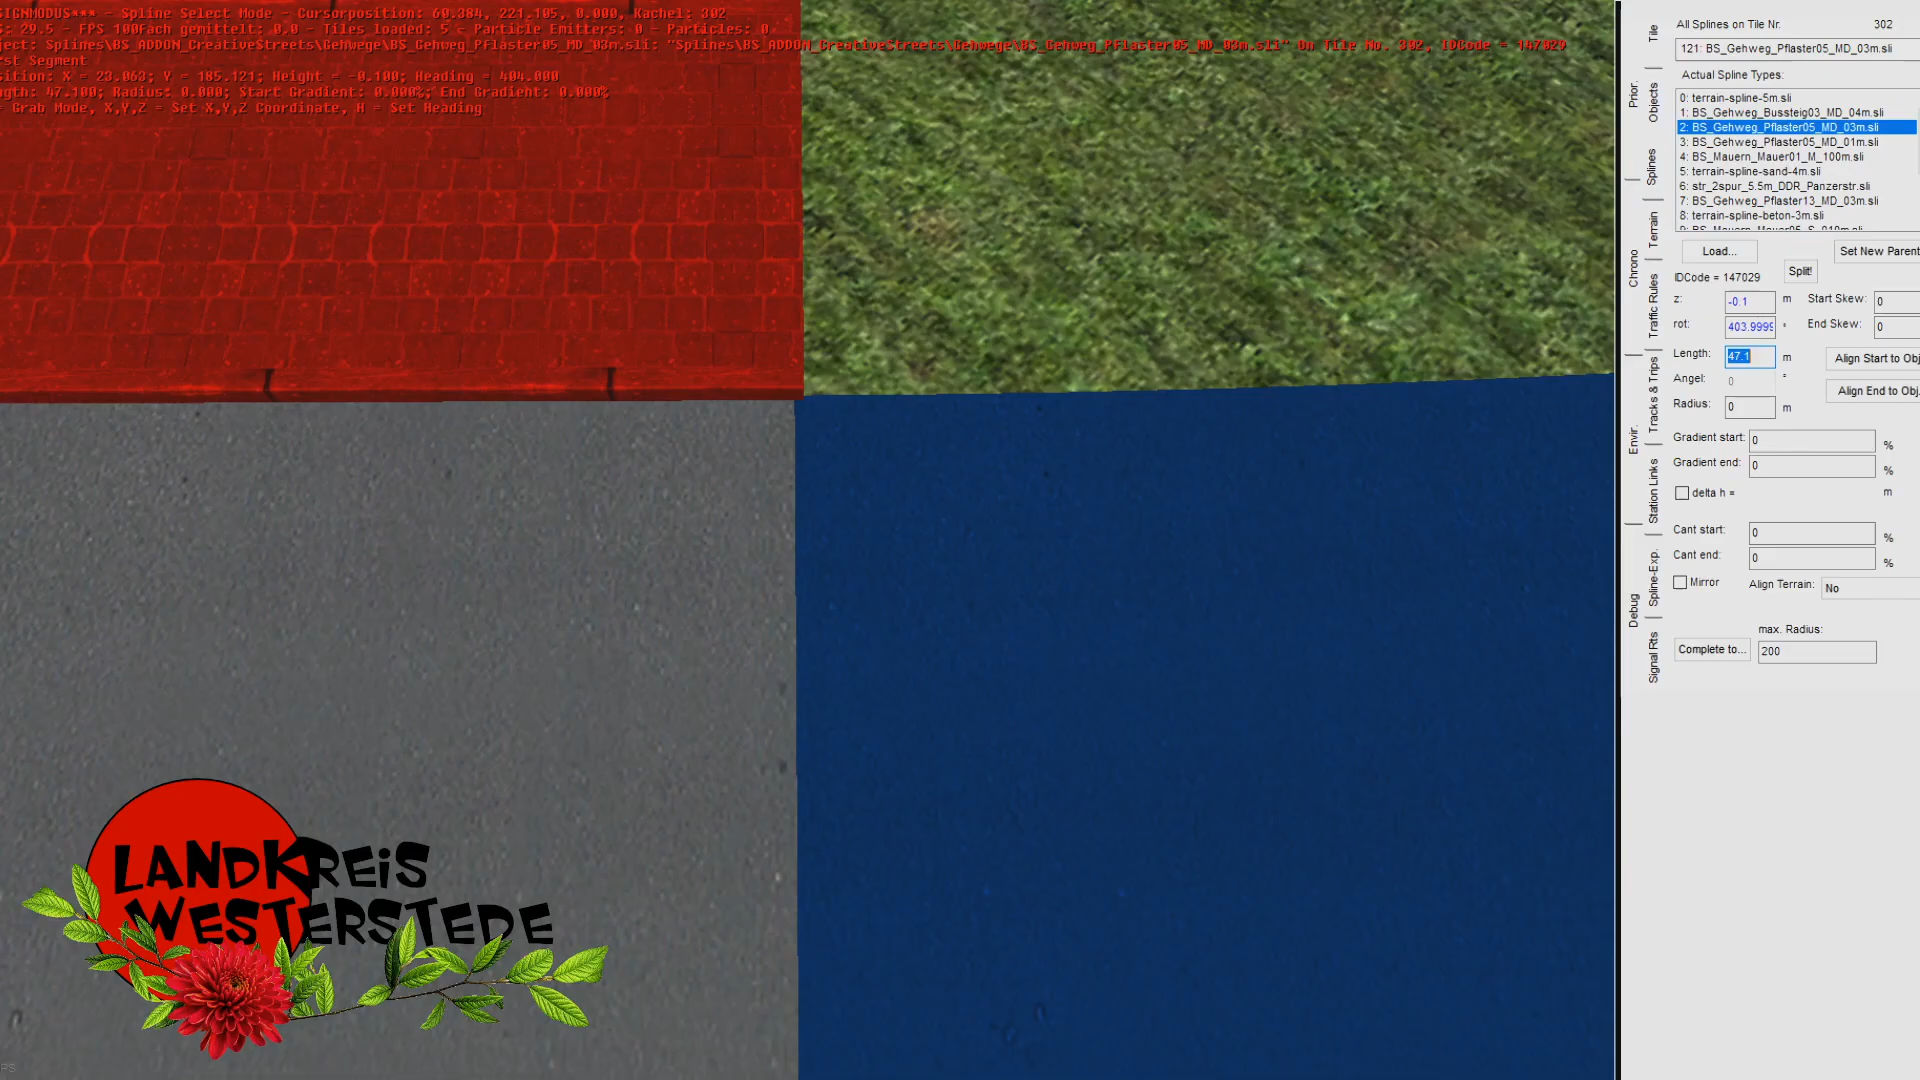 SIGNMODUS*** - Spline Select Mode - Cursorposition: 60.384, 221.105, 0.000, Kachel: 302
: 29.5 - FPS 100Fach gemittelt: 0.0 - Tiles loaded: 5 - Particle Emitters: 0 - Particles: 0
ject: Splines\BS_ADDON_CreativeStreets\Gehwege\BS_Gehweg_Pflaster05_MD_03m.sli: "Splines\BS_ADDON_CreativeStreets\Gehwege\BS_Gehweg_Pflaster05_MD_03m.sli" On Tile No. 302, IDCode = 147029
rst Segment
sition: X = 23.063; Y = 185.121; Height = -0.100; Heading = 404.000
ngth: 47.100; Radius: 0.000; Start Gradient: 0.000%; End Gradient: 0.000%
= Grab Mode, X,Y,Z = Set X,Y,Z Coordinate, H = Set Heading
LANDKREiS
WESTERSTEDE
PS
Tile
Objects
Splines
Terrain
Traffic Rules
Tracks & Trips
Station Links
Spline-Exp.
Signal Rts
Prior.
Chrono
Envir.
Debug
All Splines on Tile Nr. 302
121: BS_Gehweg_Pflaster05_MD_03m.sli
Actual Spline Types:
0: terrain-spline-5m.sli
1: BS_Gehweg_Bussteig03_MD_04m.sli
2: BS_Gehweg_Pflaster05_MD_03m.sli
3: BS_Gehweg_Pflaster05_MD_01m.sli
4: BS_Mauern_Mauer01_M_100m.sli
5: terrain-spline-sand-4m.sli
6: str_2spur_5.5m_DDR_Panzerstr.sli
7: BS_Gehweg_Pflaster13_MD_03m.sli
8: terrain-spline-beton-3m.sli
9: BS_Mauern_Mauer05_S_010m.sli
Load... Set New Parent
IDCode = 147029 Split!
z: -0.1 m Start Skew: 0
rot: 403.9999 ° End Skew: 0
Length: 47.1 m Align Start to Obj
Angel: 0 ° Align End to Obj.
Radius: 0 m
Gradient start: 0 %
Gradient end: 0 %
delta h = m
Cant start: 0 %
Cant end: 0 %
Mirror Align Terrain: No
max. Radius:
Complete to... 200